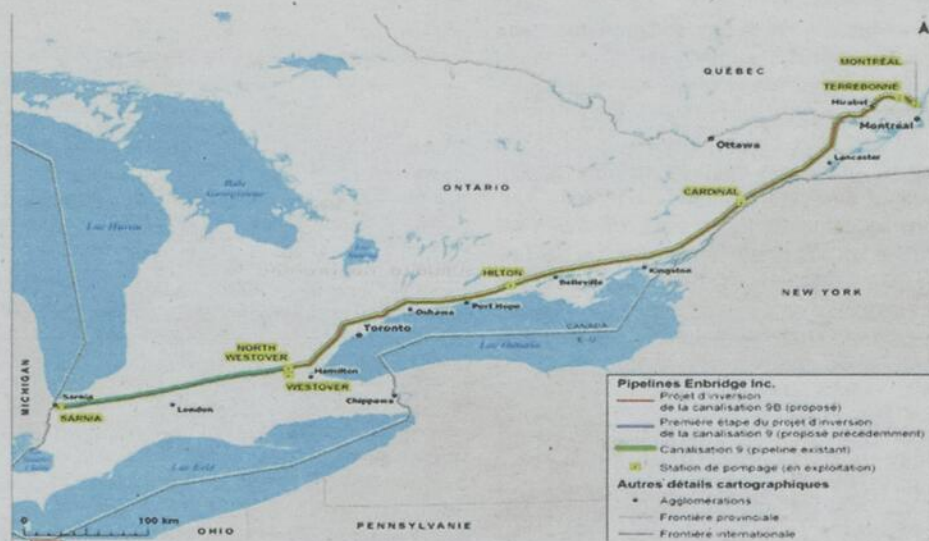 MONTRÉAL
QUÉBEC
TERREBONNE
Mirabel
Montréal
Ottawa
Lancaster
ONTARIO
CARDINAL
Baie
Georgienne
Lac Huron
HILTON
Kingston
Belleville
NEW YORK
Oshawa
Port Hope
Toronto
CANADA
É-U
Lac Ontario
NORTH
WESTOVER
Hamilton
WESTOVER
MICHIGAN
Sarnia
SARNIA
London
Chippawa
Lac Érié
0 100 km
OHIO
PENNSYLVANIE
Pipelines Enbridge Inc.
Projet d'inversion
de la canalisation 9B (proposé)
Première étape du projet d'inversion
de la canalisation 9 (proposé précédemment)
Canalisation 9 (pipeline existant)
Station de pompage (en exploitation)
Autres détails cartographiques
Agglomérations
Frontière provinciale
Frontière internationale